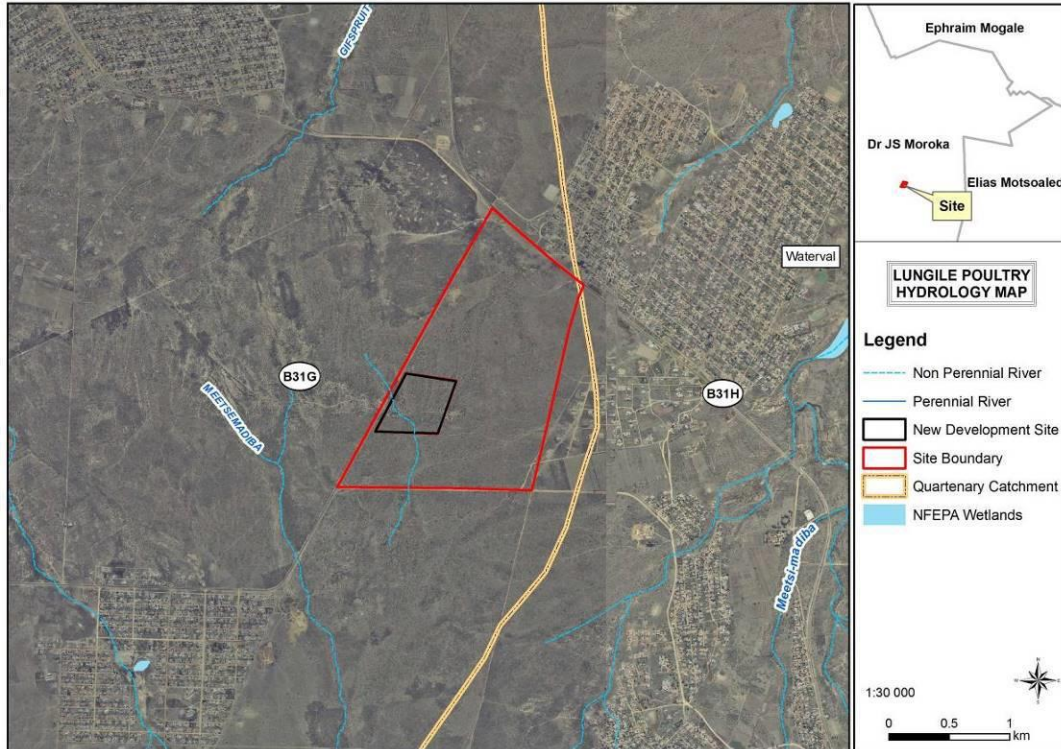 GIFSPRUIT
B31G
MEETSEMADIBA
Waterval
B31H
Meetsi-madiba
Ephraim Mogale
Dr JS Moroka
Elias Motsoaled
Site
LUNGILE POULTRY
HYDROLOGY MAP
Legend
Non Perennial River
Perennial River
New Development Site
Site Boundary
Quartenary Catchment
NFEPA Wetlands
1:30 000
0 0.5 1
km